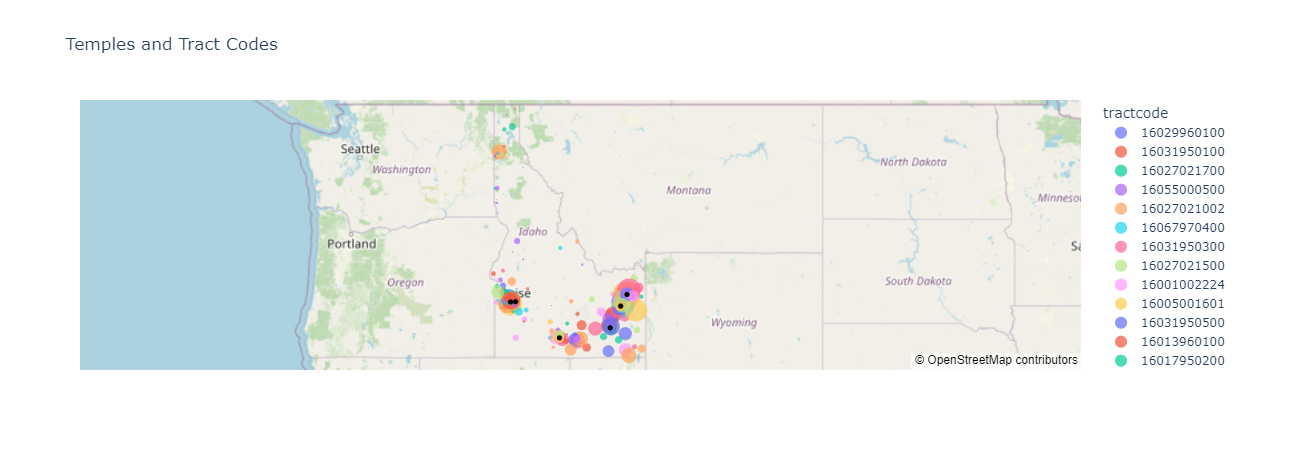 Temples and Tract Codes
tractcode
16029960100
16031950100
16027021700
16055000500
16027021002
16067970400
16031950300
16027021500
16001002224
16005001601
16031950500
16013960100
16017950200
Seattle
Washington
North Dakota
Montana
Minnes
Portland
Idaho
Sa
Oregon
South Dakota
ise
Wyoming
© OpenStreetMap contributors